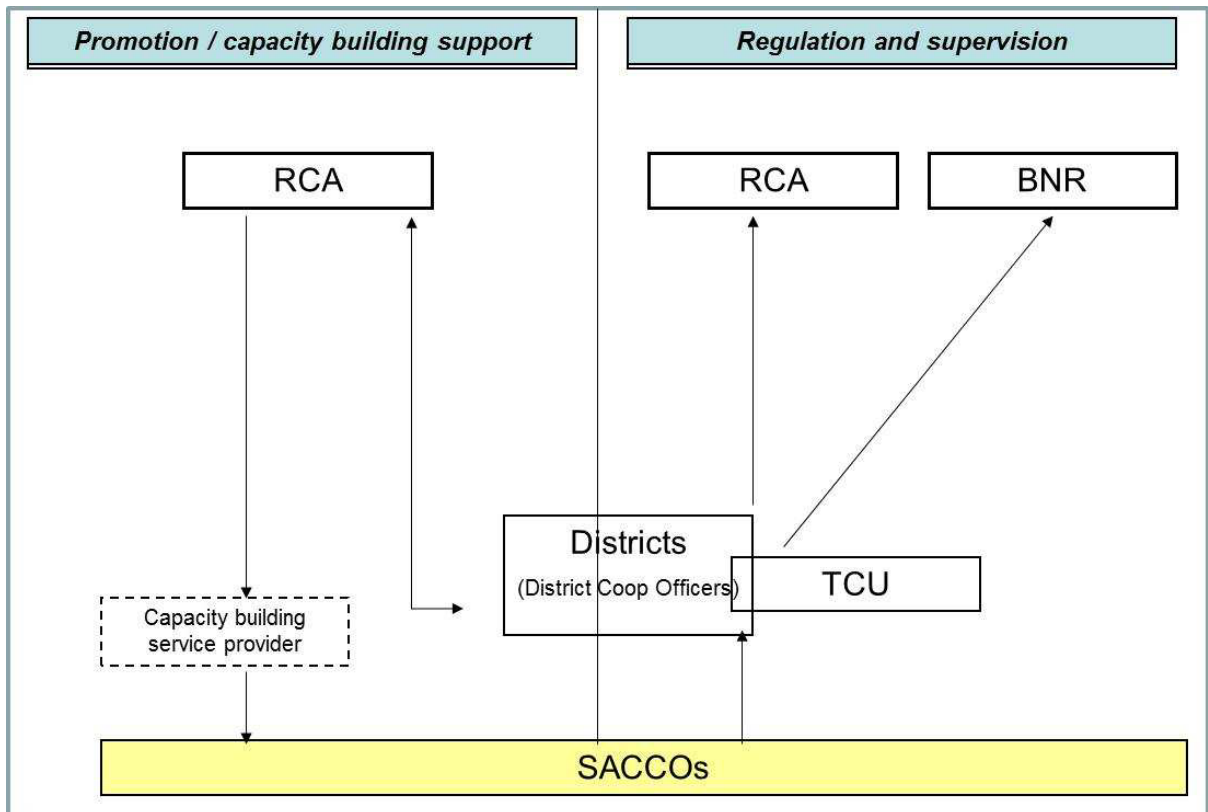 Promotion / capacity building support
Regulation and supervision
RCA
RCA
BNR
Districts
(District Coop Officers)
TCU
Capacity building
service provider
SACCOs